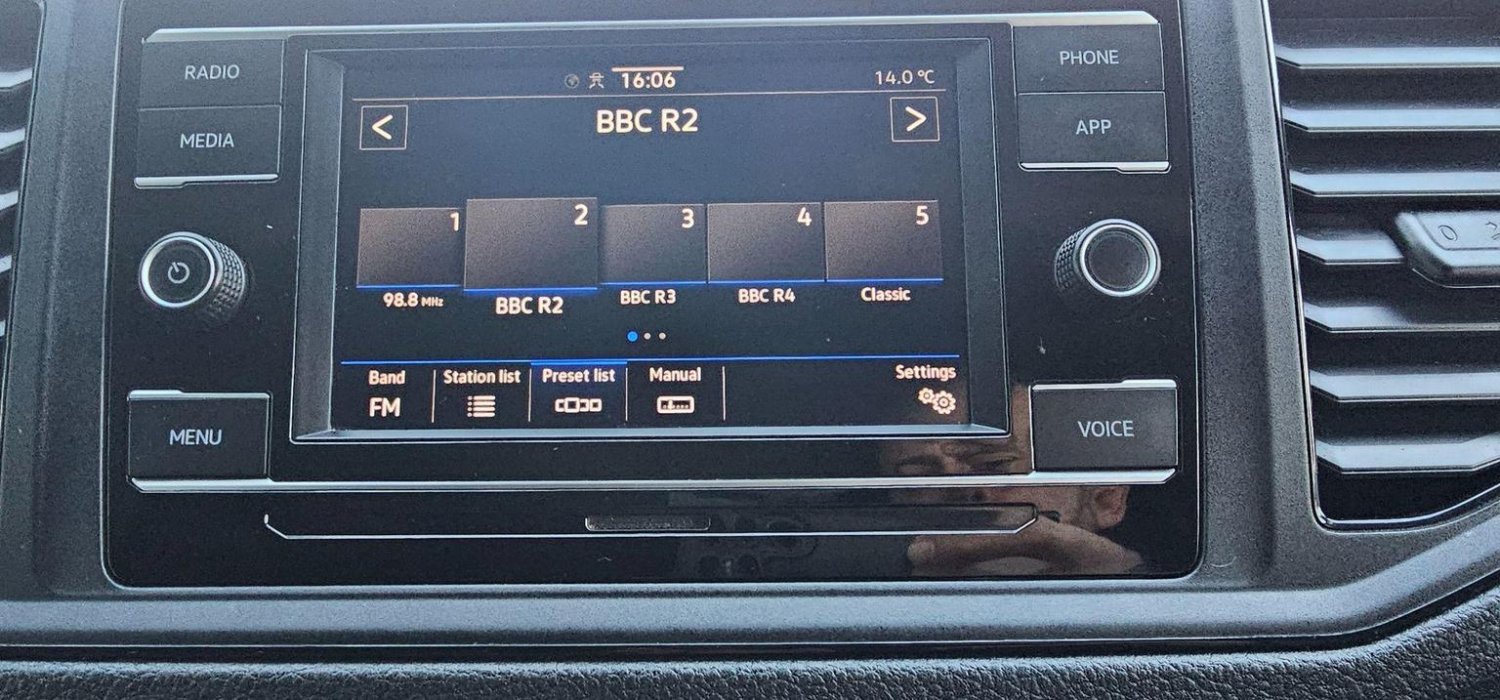 RADIO
MEDIA
MENU
PHONE
APP
VOICE
16:06
14.0 °C
<
BBC R2
>
1
2
3
4
5
98.8 MHz
BBC R2
BBC R3
BBC R4
Classic
Band
Station list
Preset list
Manual
Settings
FM
0